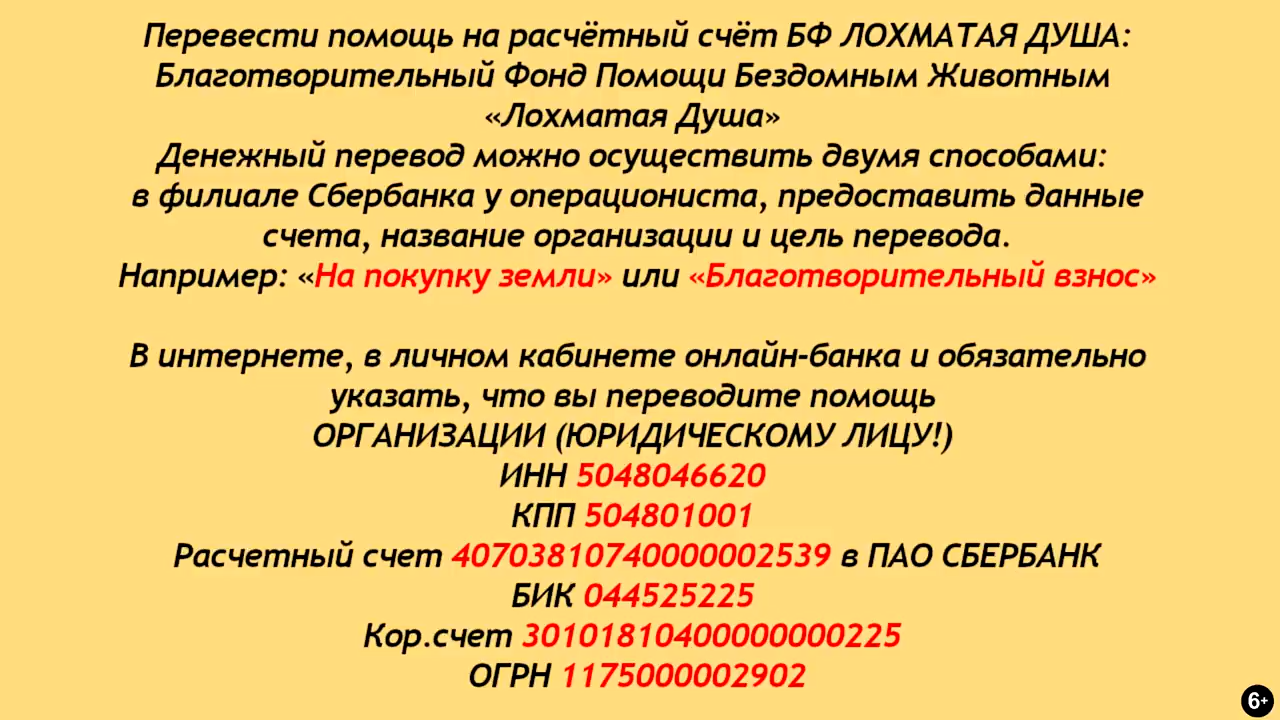 Перевести помощь на расчётный счёт БФ ЛОХМАТАЯ ДУША:
Благотворительный Фонд Помощи Бездомным Животным
«Лохматая Душа»
Денежный перевод можно осуществить двумя способами:
в филиале Сбербанка у операциониста, предоставить данные
счета, название организации и цель перевода.
Например: «На покупку земли» или «Благотворительный взнос»
В интернете, в личном кабинете онлайн-банка и обязательно
указать, что вы переводите помощь
ОРГАНИЗАЦИИ (ЮРИДИЧЕСКОМУ ЛИЦУ!)
ИНН 5048046620
КПП 504801001
Расчетный счет 40703810740000002539 в ПАО СБЕРБАНК
БИК 044525225
Кор.счет 30101810400000000225
ОГРН 1175000002902
6+